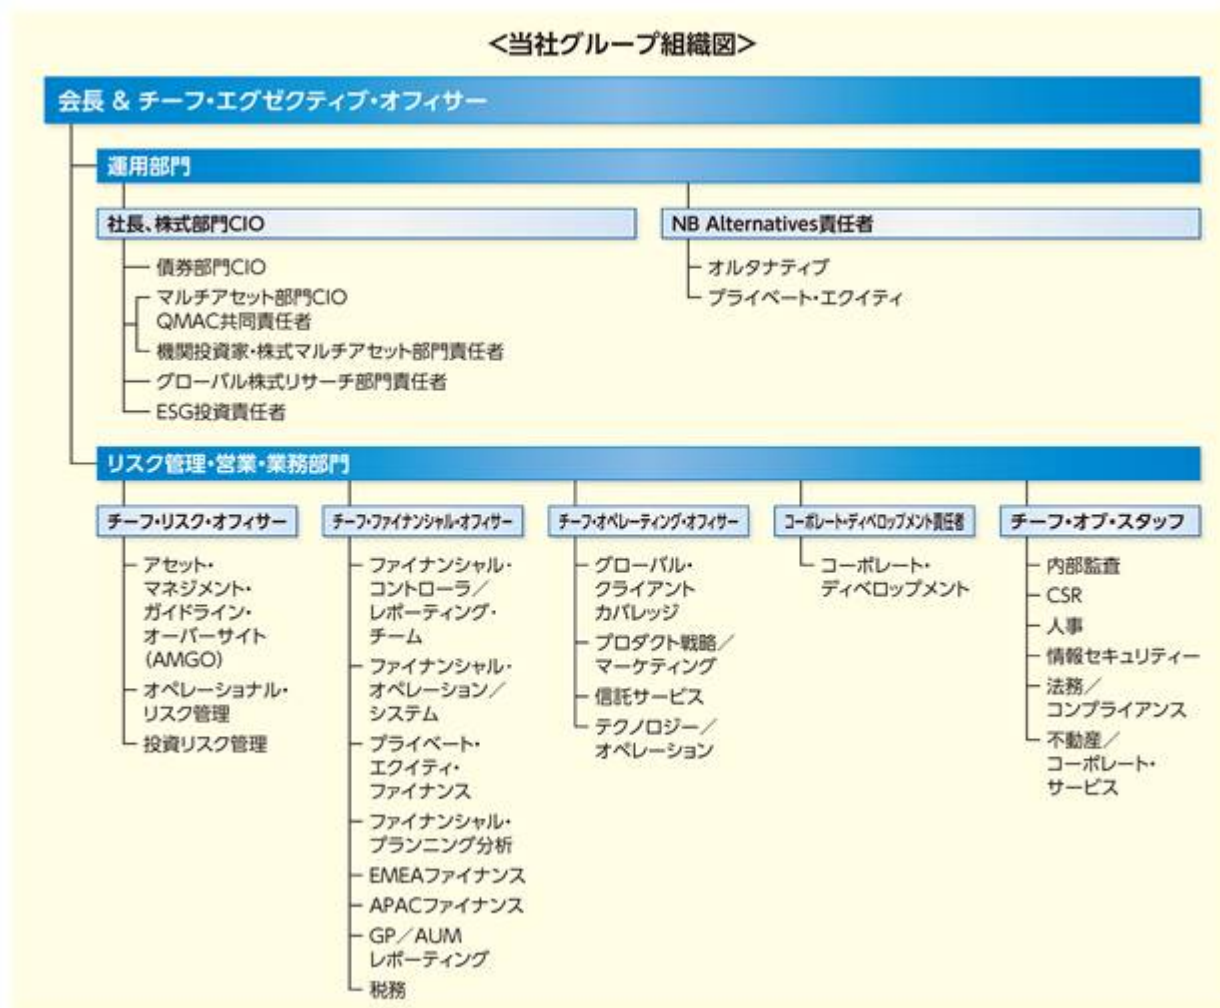 <当社グループ組織図>
会長 & チーフ・エグゼクティブ・オフィサー
運用部門
社長、株式部門CIO
債券部門CIO
マルチアセット部門CIO
QMAC共同責任者
機関投資家・株式マルチアセット部門責任者
グローバル株式リサーチ部門責任者
ESG投資責任者
NB Alternatives責任者
オルタナティブ
プライベート・エクイティ
リスク管理・営業・業務部門
チーフ・リスク・オフィサー
アセット・
マネジメント・
ガイドライン・
オーバーサイト
(AMGO)
オペレーショナル・
リスク管理
投資リスク管理
チーフ・ファイナンシャル・オフィサー
ファイナンシャル・
コントローラ／
レポーティング・
チーム
ファイナンシャル・
オペレーション／
システム
プライベート・
エクイティ・
ファイナンス
ファイナンシャル・
プランニング分析
EMEAファイナンス
APACファイナンス
GP／AUM
レポーティング
税務
チーフ・オペレーティング・オフィサー
グローバル・
クライアント
カバレッジ
プロダクト戦略／
マーケティング
信託サービス
テクノロジー／
オペレーション
コーポレート・ディベロップメント責任者
コーポレート・
ディベロップメント
チーフ・オブ・スタッフ
内部監査
CSR
人事
情報セキュリティー
法務／
コンプライアンス
不動産／
コーポレート・
サービス